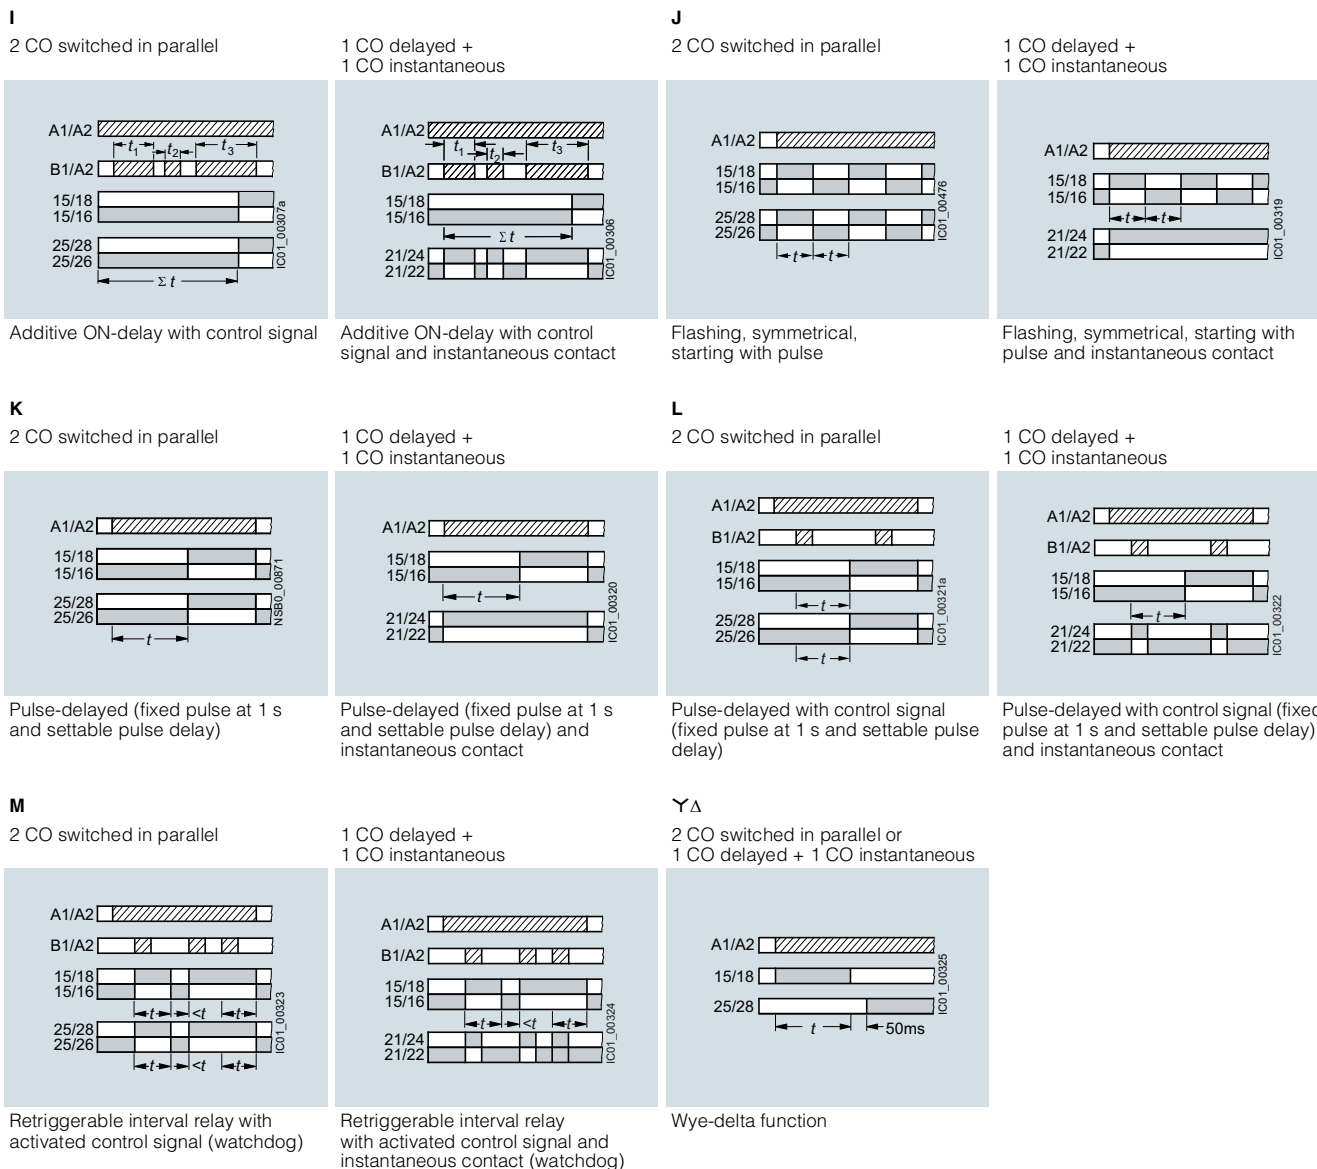 I
2 CO switched in parallel
1 CO delayed +
1 CO instantaneous
A1/A2
t1 t2 t3
B1/A2
15/18
15/16
25/28
25/26
Σ t
IC01_00307a
Additive ON-delay with control signal
A1/A2
t1 t2 t3
B1/A2
15/18
15/16
Σ t
21/24
21/22
IC01_00306
Additive ON-delay with control
signal and instantaneous contact
J
2 CO switched in parallel
1 CO delayed +
1 CO instantaneous
A1/A2
15/18
15/16
25/28
25/26
t t
IC01_00476
Flashing, symmetrical,
starting with pulse
A1/A2
15/18
15/16
t t
21/24
21/22
IC01_00319
Flashing, symmetrical, starting with
pulse and instantaneous contact
K
2 CO switched in parallel
1 CO delayed +
1 CO instantaneous
A1/A2
15/18
15/16
25/28
25/26
t
NSB0_00871
Pulse-delayed (fixed pulse at 1 s
and settable pulse delay)
A1/A2
15/18
15/16
t
21/24
21/22
IC01_00320
Pulse-delayed (fixed pulse at 1 s
and settable pulse delay) and
instantaneous contact
L
2 CO switched in parallel
1 CO delayed +
1 CO instantaneous
A1/A2
B1/A2
15/18
15/16
t
25/28
25/26
t
IC01_00321a
Pulse-delayed with control signal
(fixed pulse at 1 s and settable pulse
delay)
A1/A2
B1/A2
15/18
15/16
t
21/24
21/22
IC01_00322
Pulse-delayed with control signal (fixed
pulse at 1 s and settable pulse delay)
and instantaneous contact
M
2 CO switched in parallel
1 CO delayed +
1 CO instantaneous
A1/A2
B1/A2
15/18
15/16
t <t t
25/28
25/26
t <t t
IC01_00323
Retriggerable interval relay with
activated control signal (watchdog)
A1/A2
B1/A2
15/18
15/16
t <t t
21/24
21/22
IC01_00324
Retriggerable interval relay
with activated control signal and
instantaneous contact (watchdog)
YΔ
2 CO switched in parallel or
1 CO delayed + 1 CO instantaneous
A1/A2
15/18
25/28
t 50ms
IC01_00325
Wye-delta function